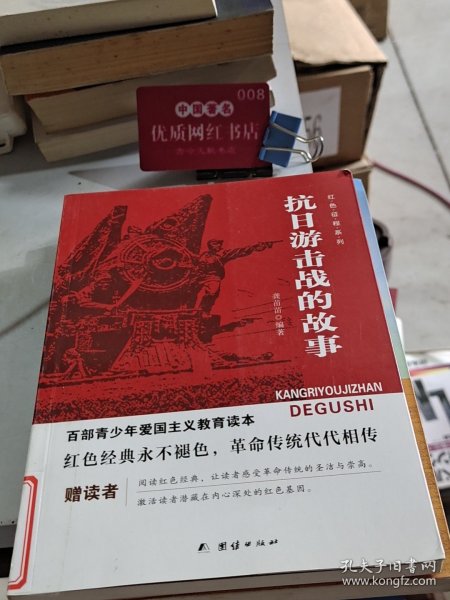 008
中国著名
优质网红书店
红色征程系列
抗日游击战的故事
龚苗苗◎编著
KANGRIYOUJIZHAN
DEGUSHI
百部青少年爱国主义教育读本
红色经典永不褪色，革命传统代代相传
赠读者
阅读红色经典，让读者感受革命传统的圣洁与崇高。
激活读者潜藏在内心深处的红色基因。
团结出版社
孔夫子旧书网
www.kongfz.com